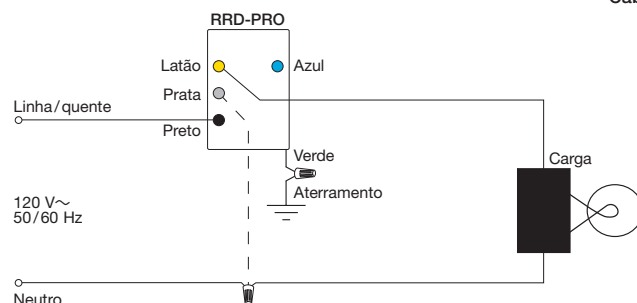 RRD-PRO
Latão
Azul
Prata
Linha/quente
Preto
Verde
Carga
Aterramento
120 V~
50/60 Hz
Neutro